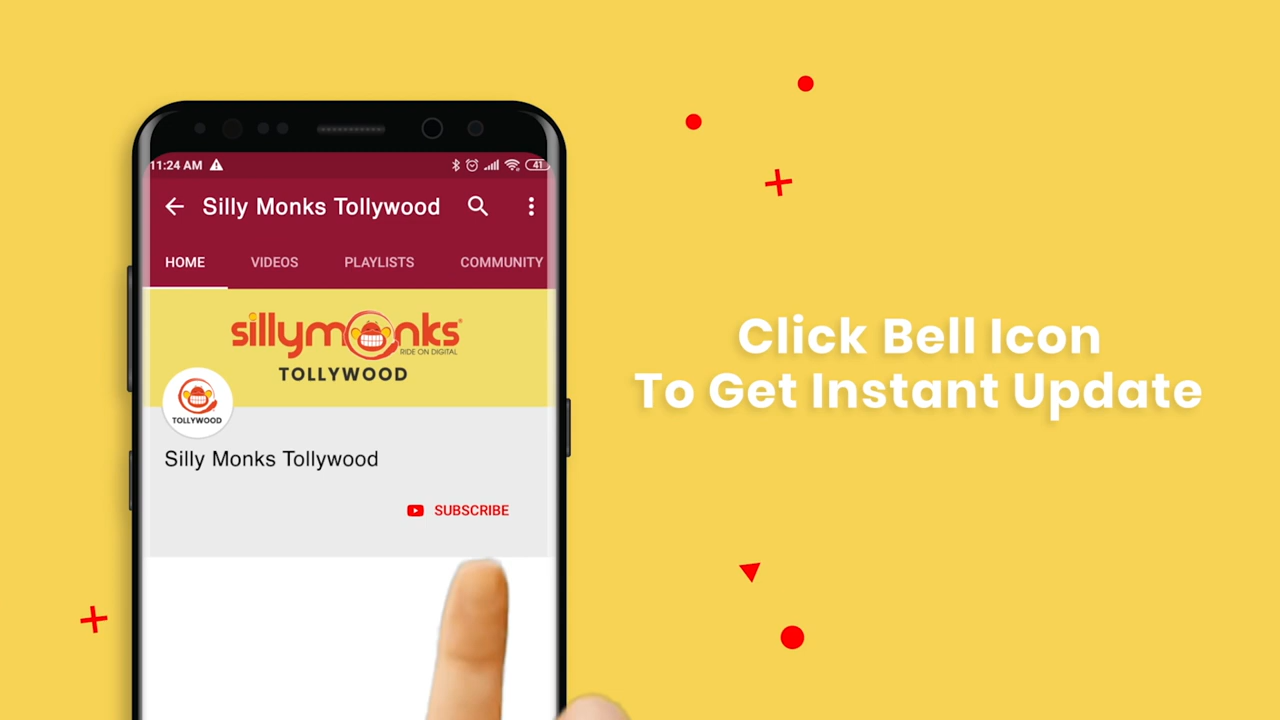 11:24 AM
41
Silly Monks Tollywood
HOME VIDEOS PLAYLISTS COMMUNITY
sillymonks
RIDE ON DIGITAL
TOLLYWOOD
TOLLYWOOD
Silly Monks Tollywood
SUBSCRIBE
Click Bell Icon
To Get Instant Update